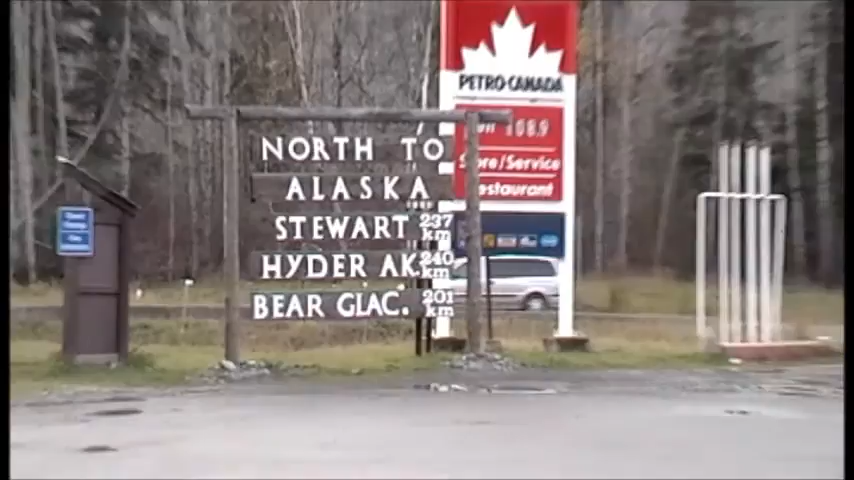 NORTH TO
ALASKA
STEWART 237 km
HYDER AK. 240 km
BEAR GLAC. 201 km
PETRO-CANADA
108.9
Store/Service
Restaurant